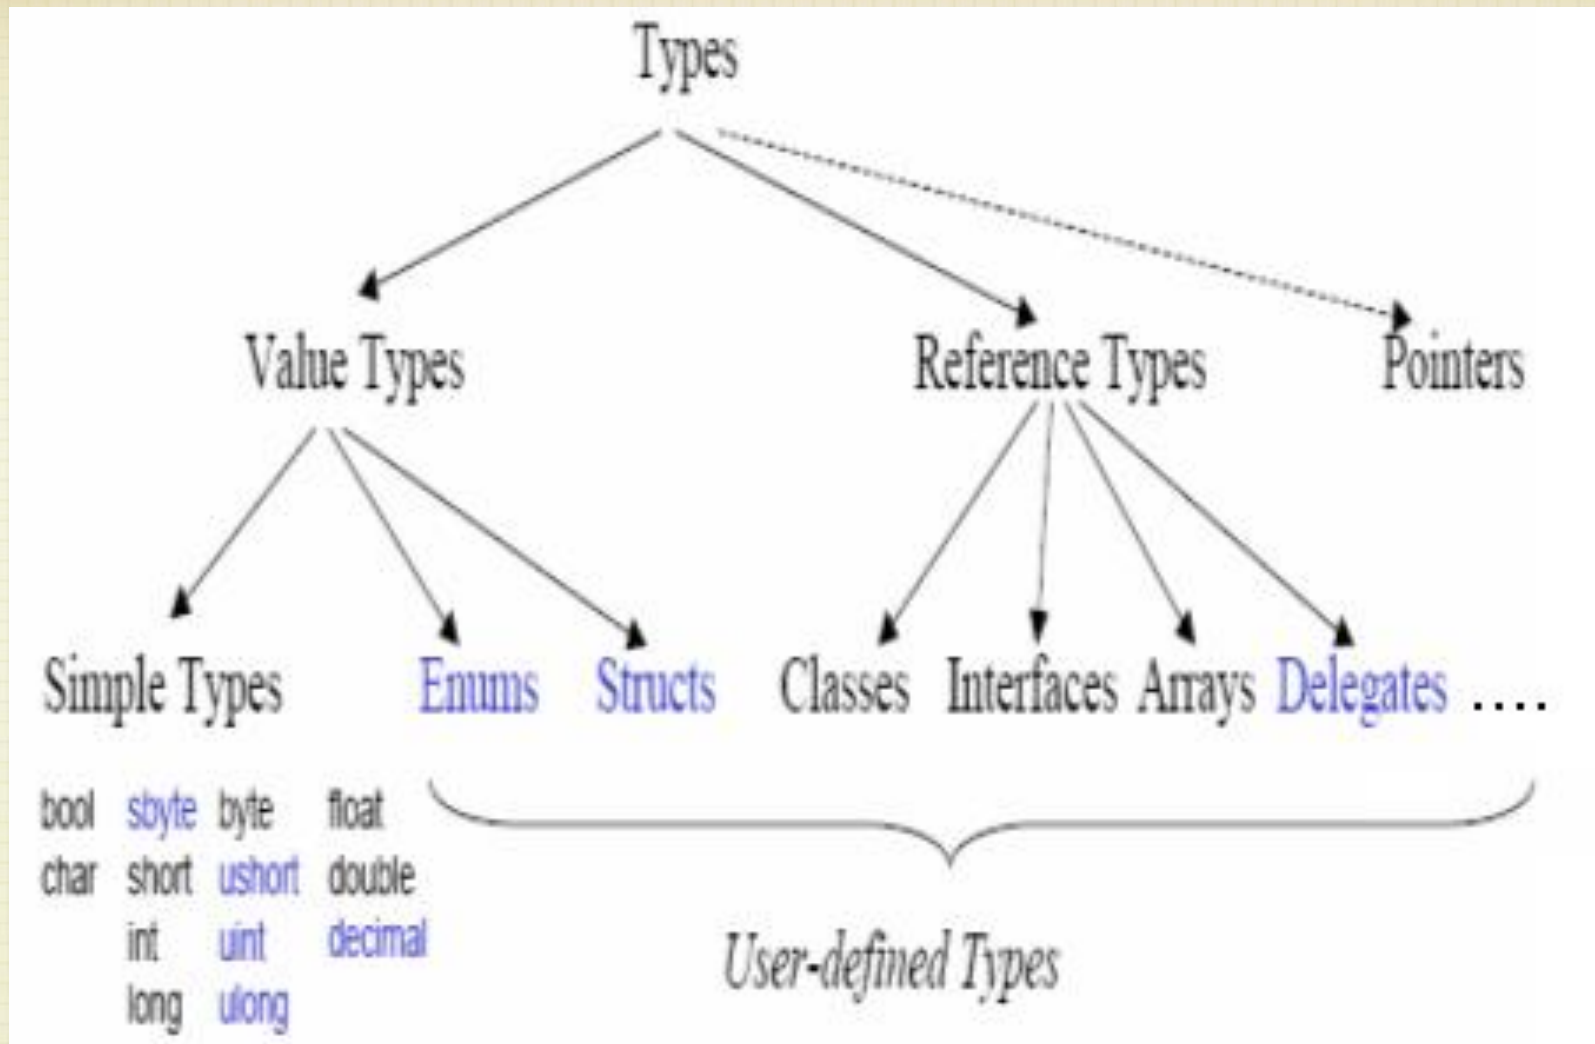 Types
Value Types Reference Types Pointers
Simple Types Enums Structs Classes Interfaces Arrays Delegates ....
bool sbyte byte float
char short ushort double
int uint decimal
long ulong
User-defined Types